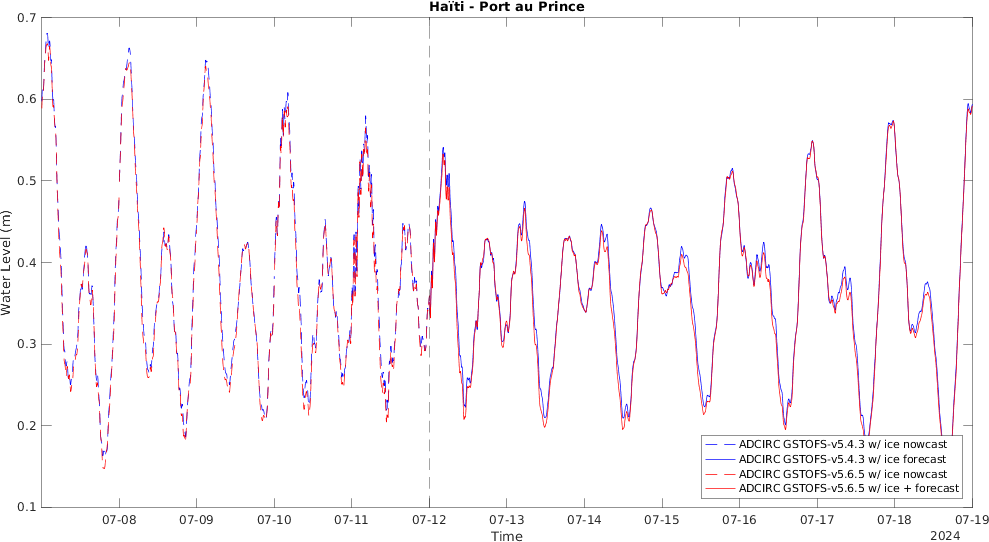 Haïti - Port au Prince
0.7
0.6
0.5
0.4
0.3
0.2
0.1
Water Level (m)
ADCIRC GSTOFS-v5.4.3 w/ ice nowcast
ADCIRC GSTOFS-v5.4.3 w/ ice forecast
ADCIRC GSTOFS-v5.6.5 w/ ice nowcast
ADCIRC GSTOFS-v5.6.5 w/ ice + forecast
07-08 07-09 07-10 07-11 07-12 07-13 07-14 07-15 07-16 07-17 07-18 07-19
Time
2024